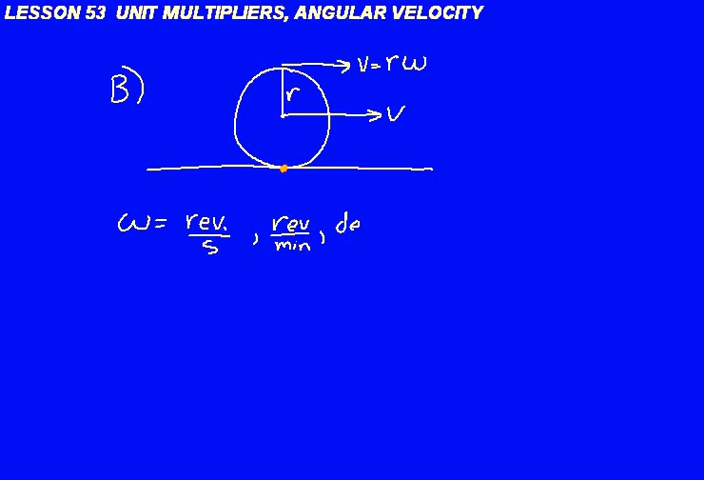 LESSON 53 UNIT MULTIPLIERS, ANGULAR VELOCITY
B)
V=rω
r
V
ω= rev./s, rev/min, de